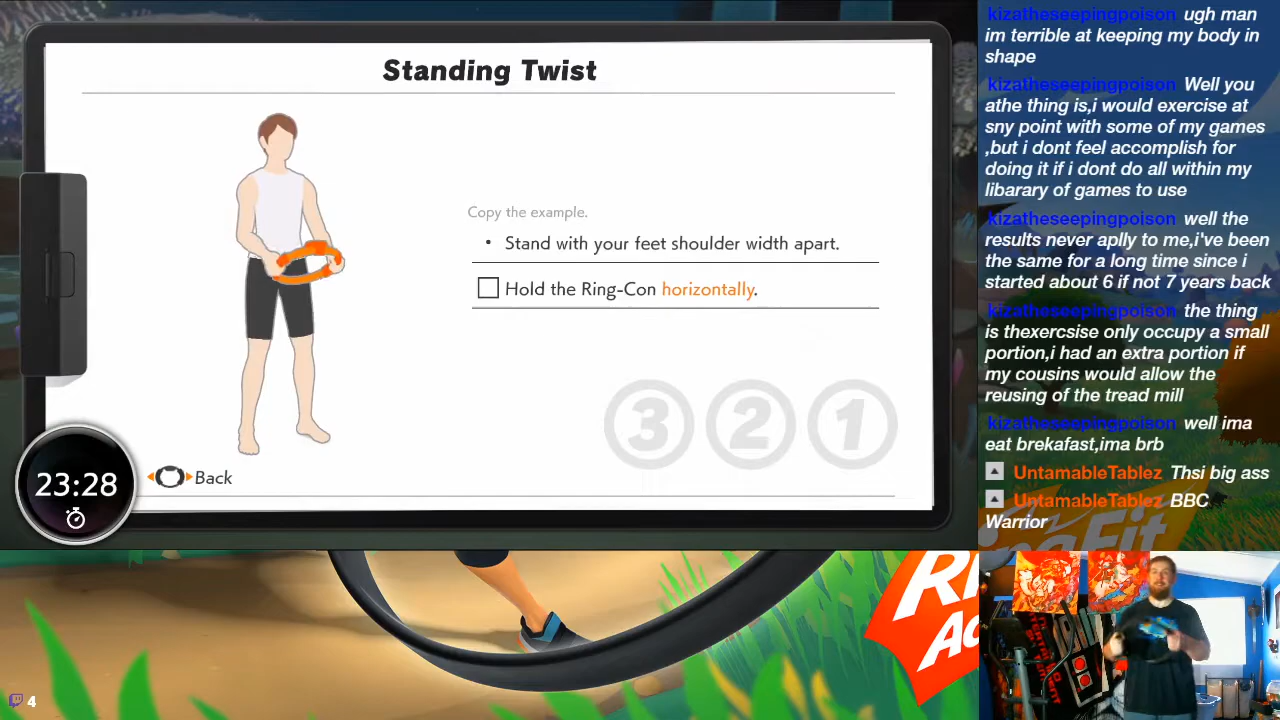 Standing Twist
Copy the example.
• Stand with your feet shoulder width apart.
Hold the Ring-Con horizontally.
3 2 1
Back
23:28
4
kizatheseepingpoison ugh man
im terrible at keeping my body in
shape
kizatheseepingpoison Well you
athe thing is,i would exercise at
sny point with some of my games
,but i dont feel accomplish for
doing it if i dont do all within my
libarary of games to use
kizatheseepingpoison well the
results never aply to me,i've been
the same for a long time since i
started about 6 if not 7 years back
kizatheseepingpoison the thing
is thexercsise only occupy a small
portion,i had an extra portion if
my cousins would allow the
reusing of the tread mill
kizatheseepingpoison well ima
eat brekafast,ima brb
UntamableTablez Thsi big ass
UntamableTablez BBC
Warrior